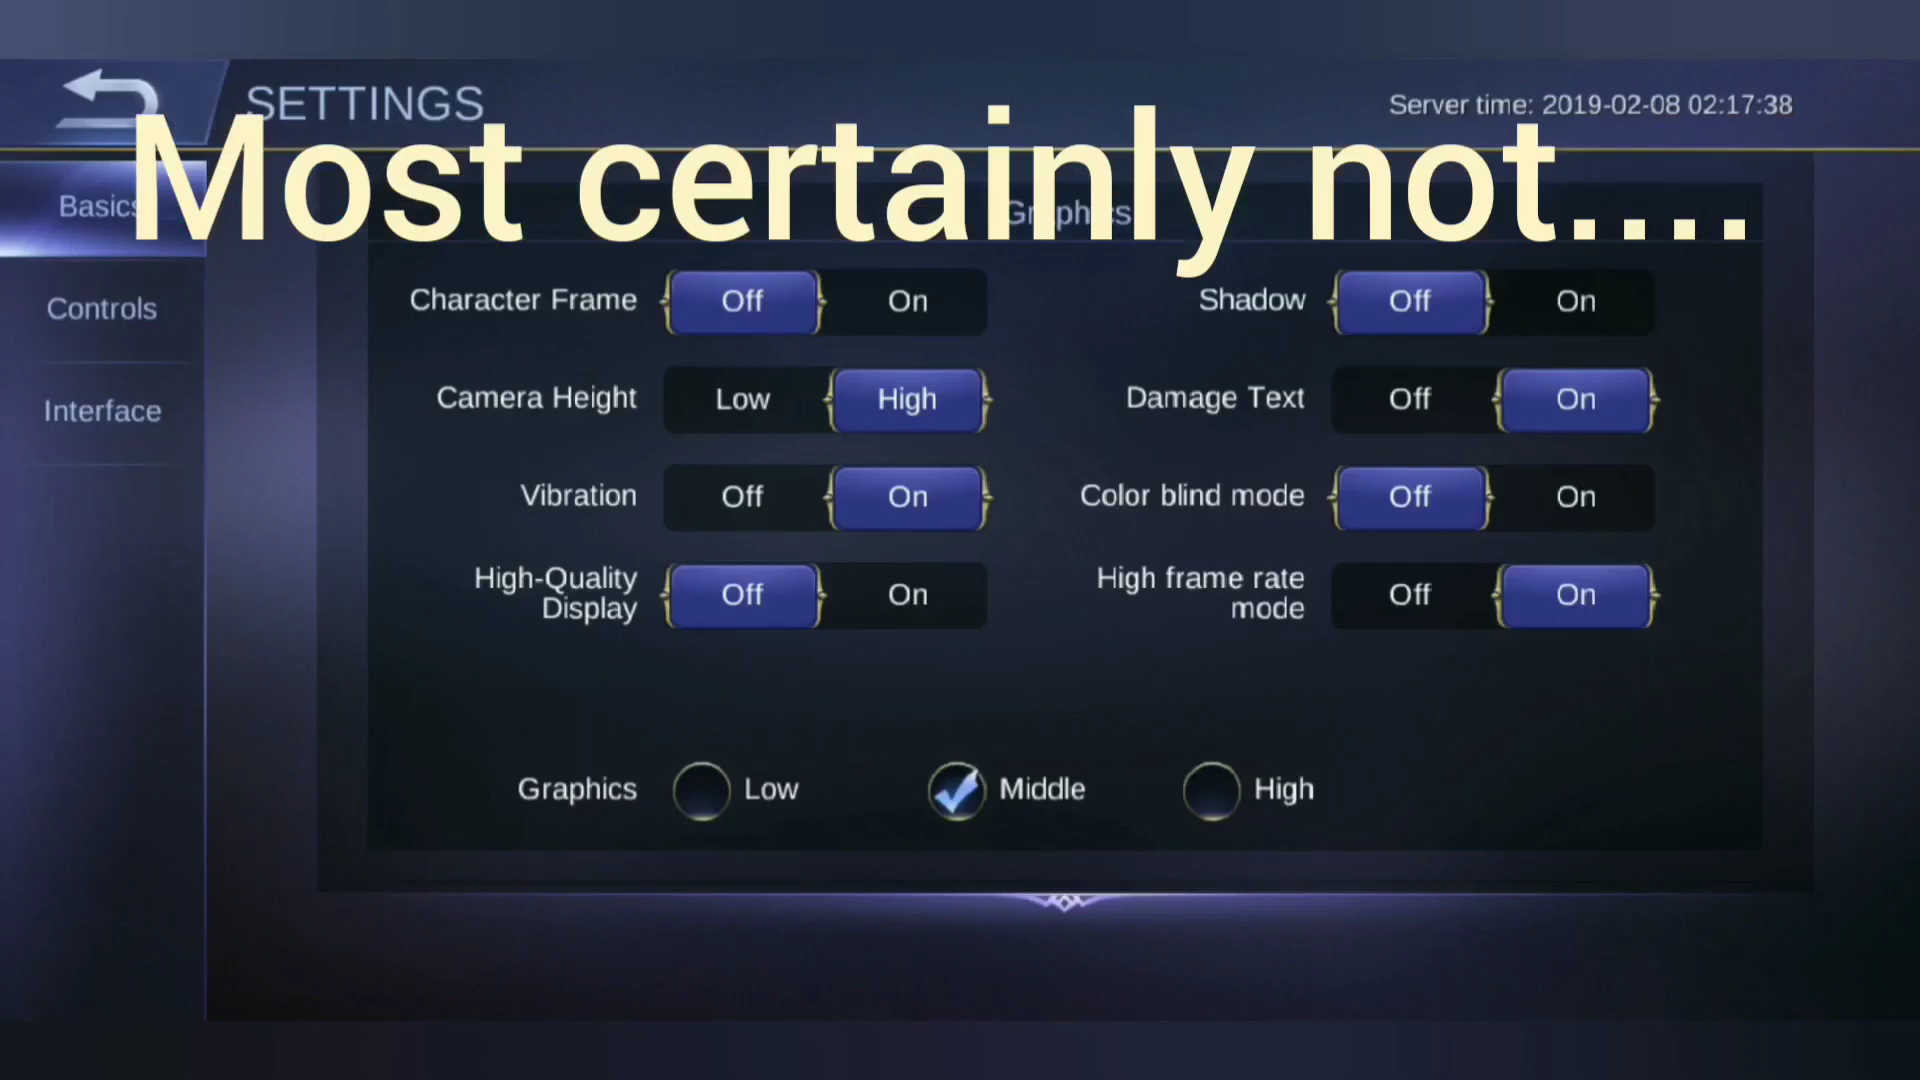 SETTINGS
Server time: 2019-02-08 02:17:38
Most certainly not....
Basics
Graphics
Controls
Interface
Character Frame Off On
Shadow Off On
Camera Height Low High
Damage Text Off On
Vibration Off On
Color blind mode Off On
High-Quality
Display Off On
High frame rate
mode Off On
Graphics Low Middle High